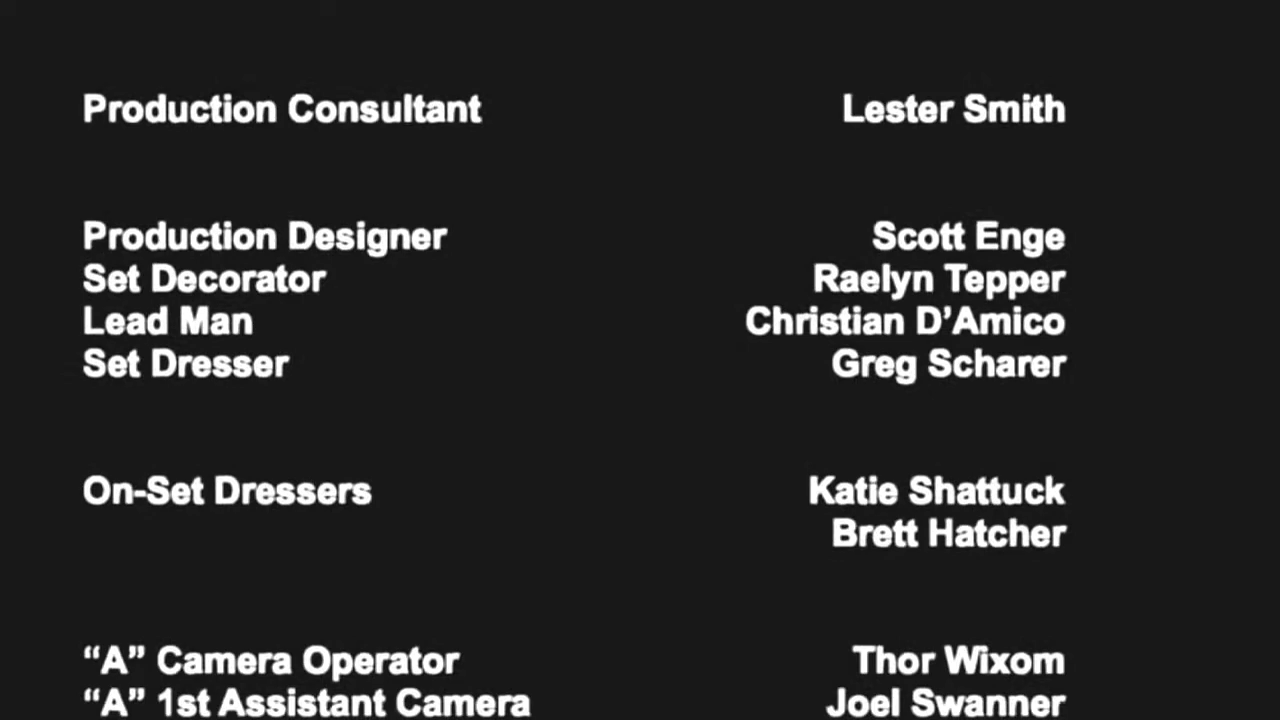 Production Consultant Lester Smith
Production Designer Scott Enge
Set Decorator Raelyn Tepper
Lead Man Christian D’Amico
Set Dresser Greg Scharer
On-Set Dressers Katie Shattuck
Brett Hatcher
“A” Camera Operator Thor Wixom
“A” 1st Assistant Camera Joel Swanner